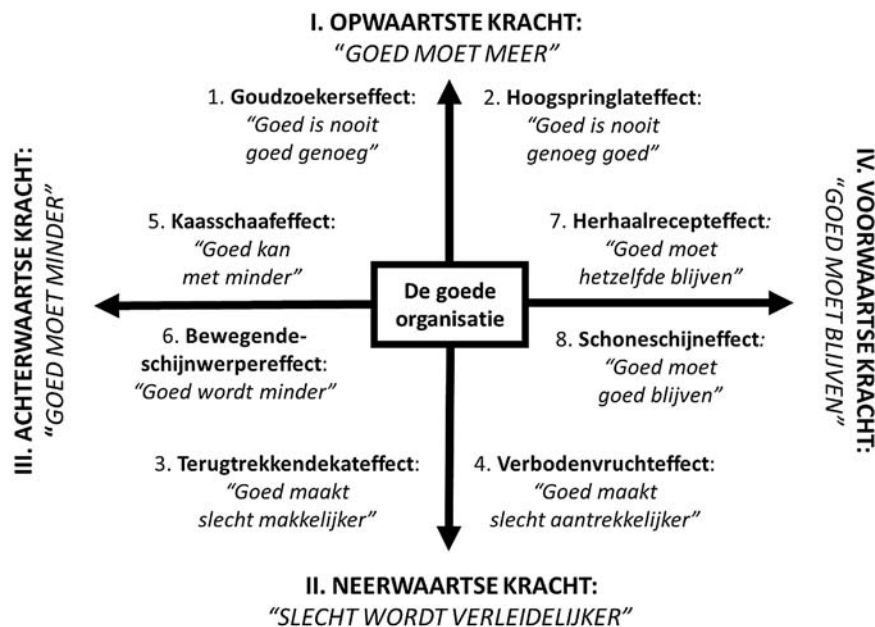 I. OPWAARTSTE KRACHT:
“GOED MOET MEER”
1. Goudzoekerseffect:
“Goed is nooit
goed genoeg”
2. Hoogspringlateffect:
“Goed is nooit
genoeg goed”
III. ACHTERWAARTSE KRACHT:
“GOED MOET MINDER”
5. Kaasschaafeffect:
“Goed kan
met minder”
7. Herhaalrecepteffect:
“Goed moet
hetzelfde blijven”
IV. VOORWAARTSE KRACHT:
“GOED MOET BLIJVEN”
De goede
organisatie
6. Bewegende-
schijnwerpereffect:
“Goed wordt minder”
8. Schoneschijneffect:
“Goed moet
goed blijven”
3. Terugtrekkendekateffect:
“Goed maakt
slecht makkelijker”
4. Verbodenvruchteffect:
“Goed maakt
slecht aantrekkelijker”
II. NEERWAARTSE KRACHT:
“SLECHT WORDT VERLEIDELIJKER”